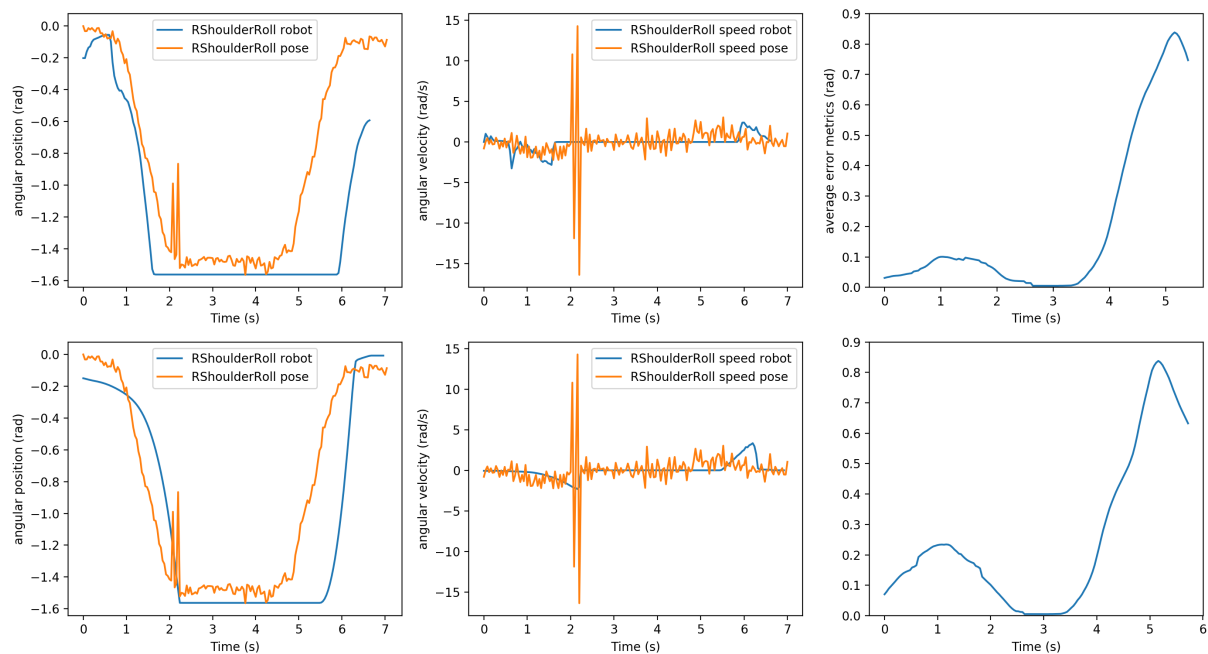 RShoulderRoll robot
RShoulderRoll pose
0.0
−0.2
−0.4
−0.6
−0.8
−1.0
−1.2
−1.4
−1.6
angular position (rad)
0 1 2 3 4 5 6 7
Time (s)
RShoulderRoll speed robot
RShoulderRoll speed pose
15
10
5
0
−5
−10
−15
angular velocity (rad/s)
0 1 2 3 4 5 6 7
Time (s)
0.9
0.8
0.7
0.6
0.5
0.4
0.3
0.2
0.1
0.0
average error metrics (rad)
0 1 2 3 4 5
Time (s)
RShoulderRoll robot
RShoulderRoll pose
0.0
−0.2
−0.4
−0.6
−0.8
−1.0
−1.2
−1.4
−1.6
angular position (rad)
0 1 2 3 4 5 6 7
Time (s)
RShoulderRoll speed robot
RShoulderRoll speed pose
15
10
5
0
−5
−10
−15
angular velocity (rad/s)
0 1 2 3 4 5 6 7
Time (s)
0.9
0.8
0.7
0.6
0.5
0.4
0.3
0.2
0.1
0.0
0 1 2 3 4 5 6
Time (s)